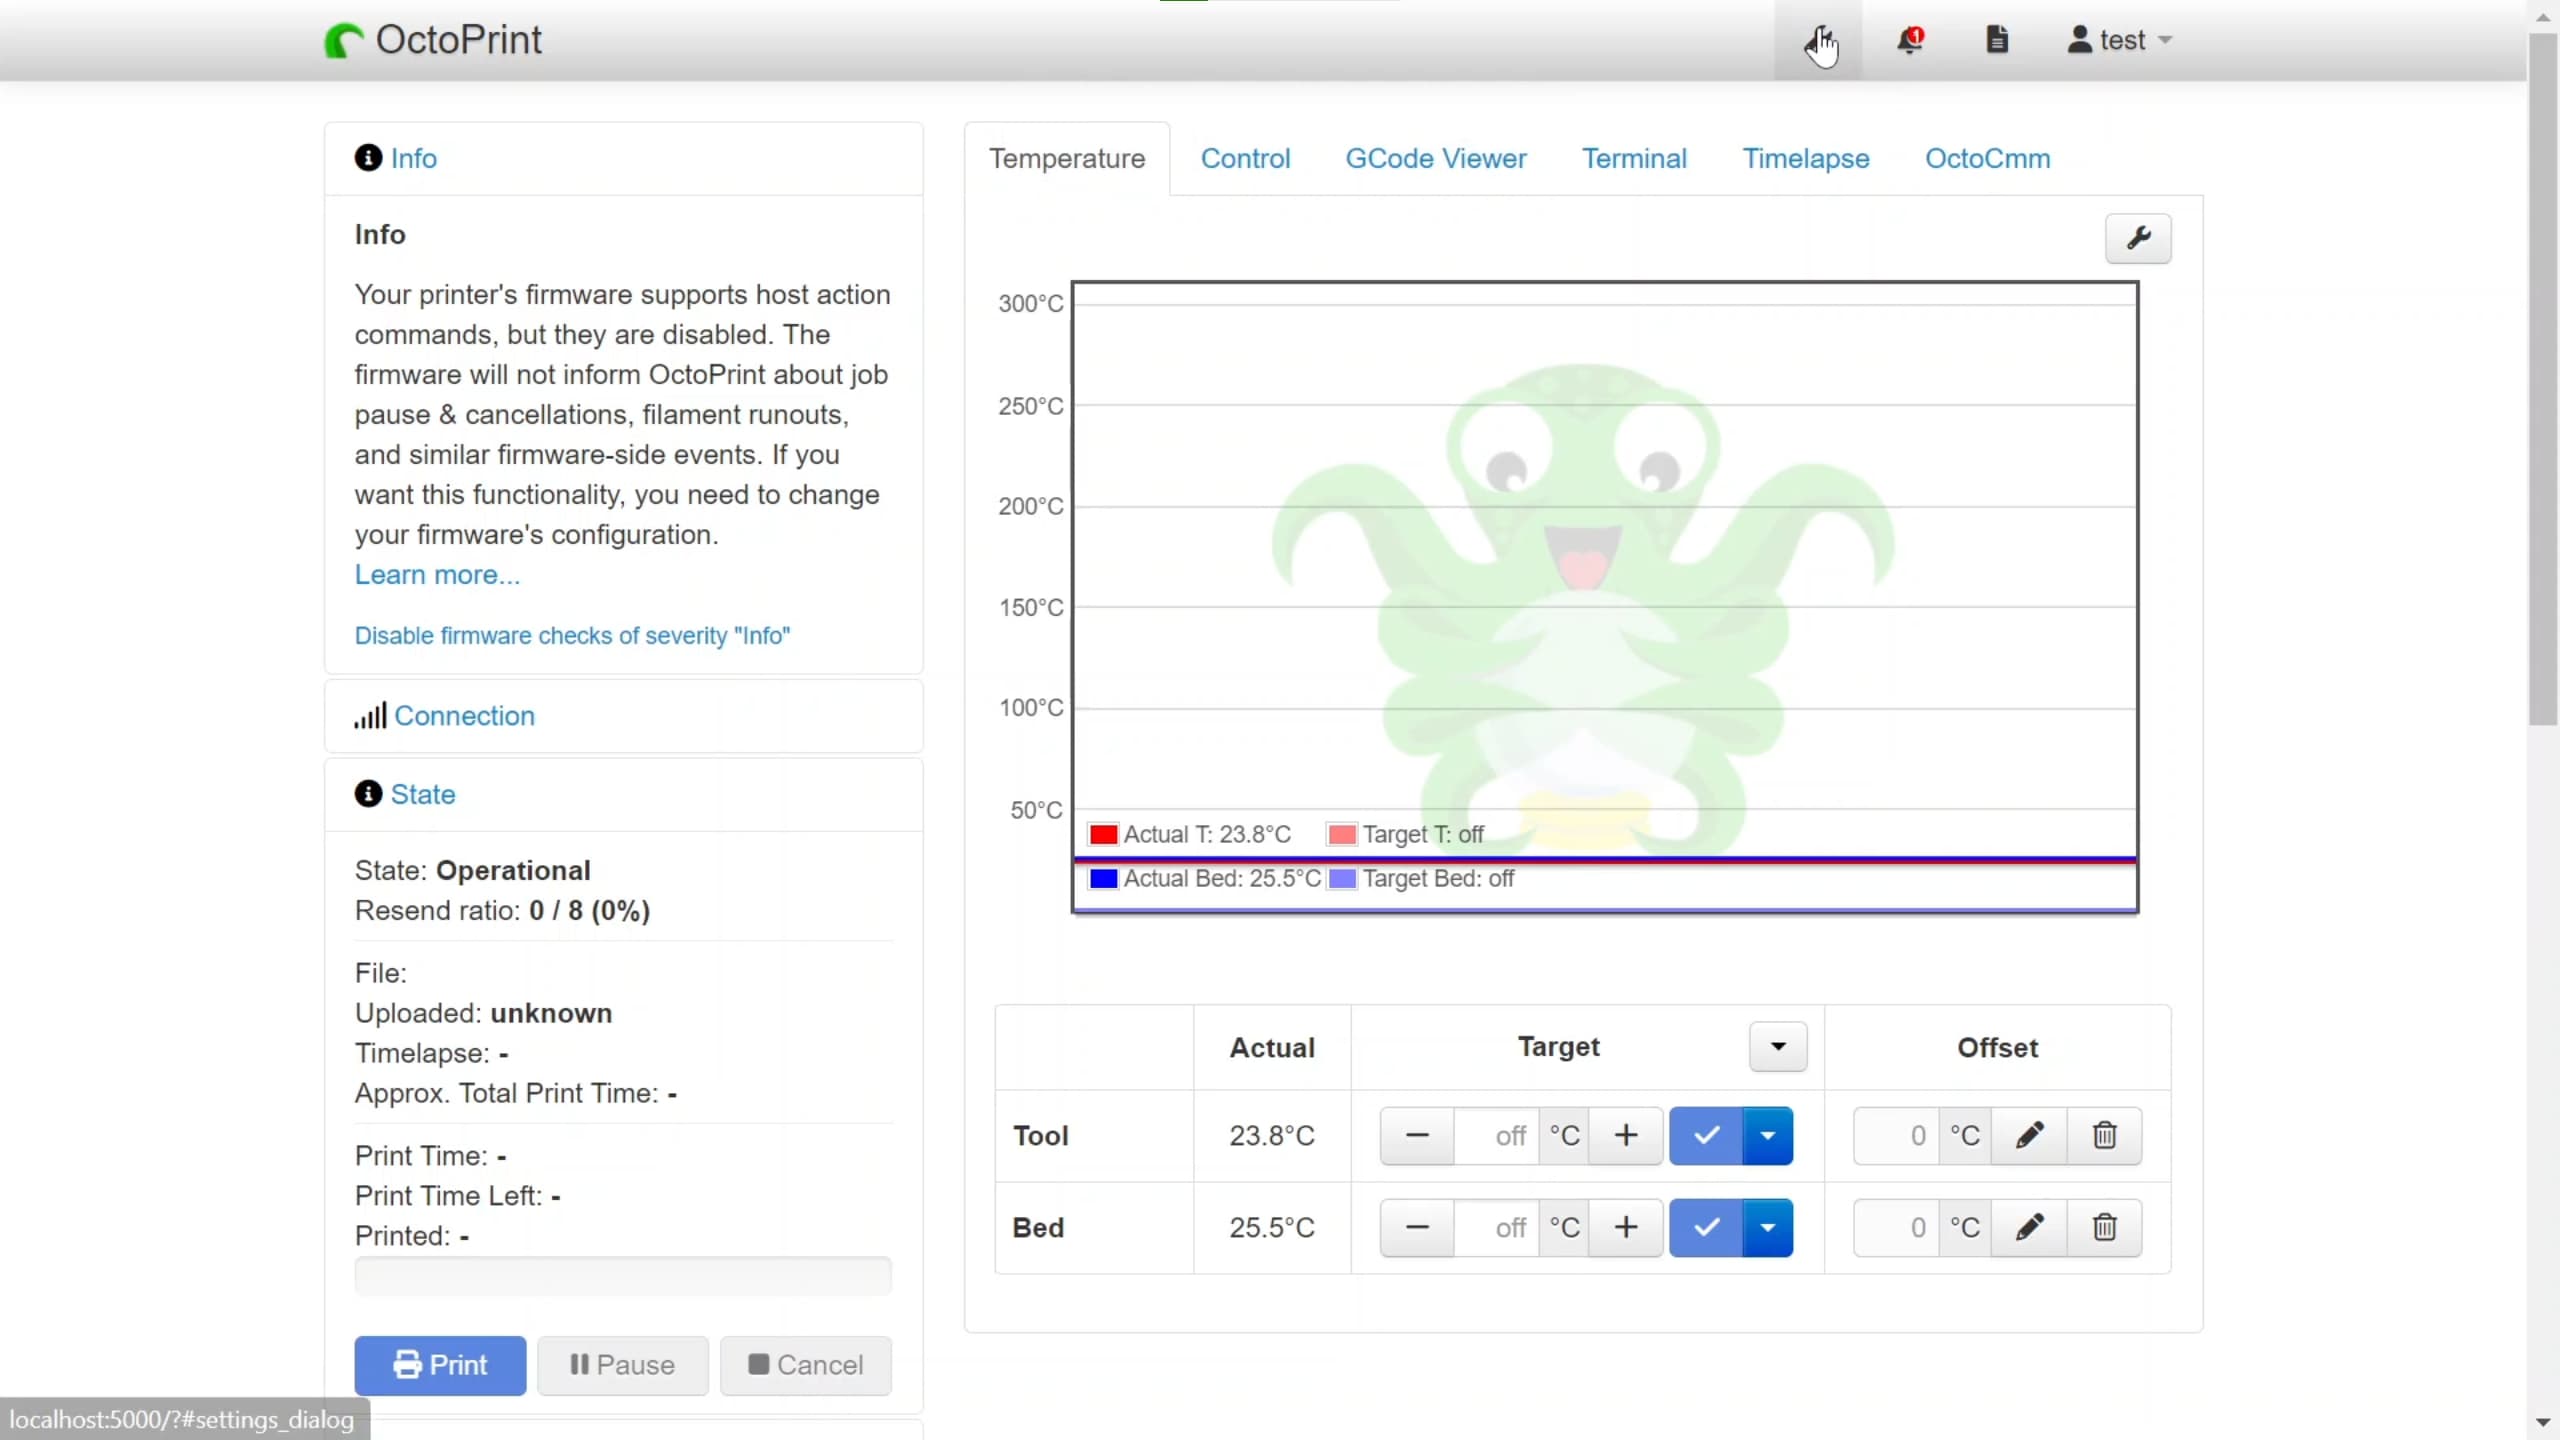 OctoPrint
1
test
Info
Info
Your printer's firmware supports host action
commands, but they are disabled. The
firmware will not inform OctoPrint about job
pause & cancellations, filament runouts,
and similar firmware-side events. If you
want this functionality, you need to change
your firmware's configuration.
Learn more...
Disable firmware checks of severity "Info"
Connection
State
State: Operational
Resend ratio: 0 / 8 (0%)
File:
Uploaded: unknown
Timelapse: -
Approx. Total Print Time: -
Print Time: -
Print Time Left: -
Printed: -
Print Pause Cancel
localhost:5000/?#settings_dialog
Temperature Control GCode Viewer Terminal Timelapse OctoCmm
300°C
250°C
200°C
150°C
100°C
50°C
Actual T: 23.8°C Target T: off
Actual Bed: 25.5°C Target Bed: off
Actual Target Offset
Tool 23.8°C off °C 0 °C
Bed 25.5°C off °C 0 °C